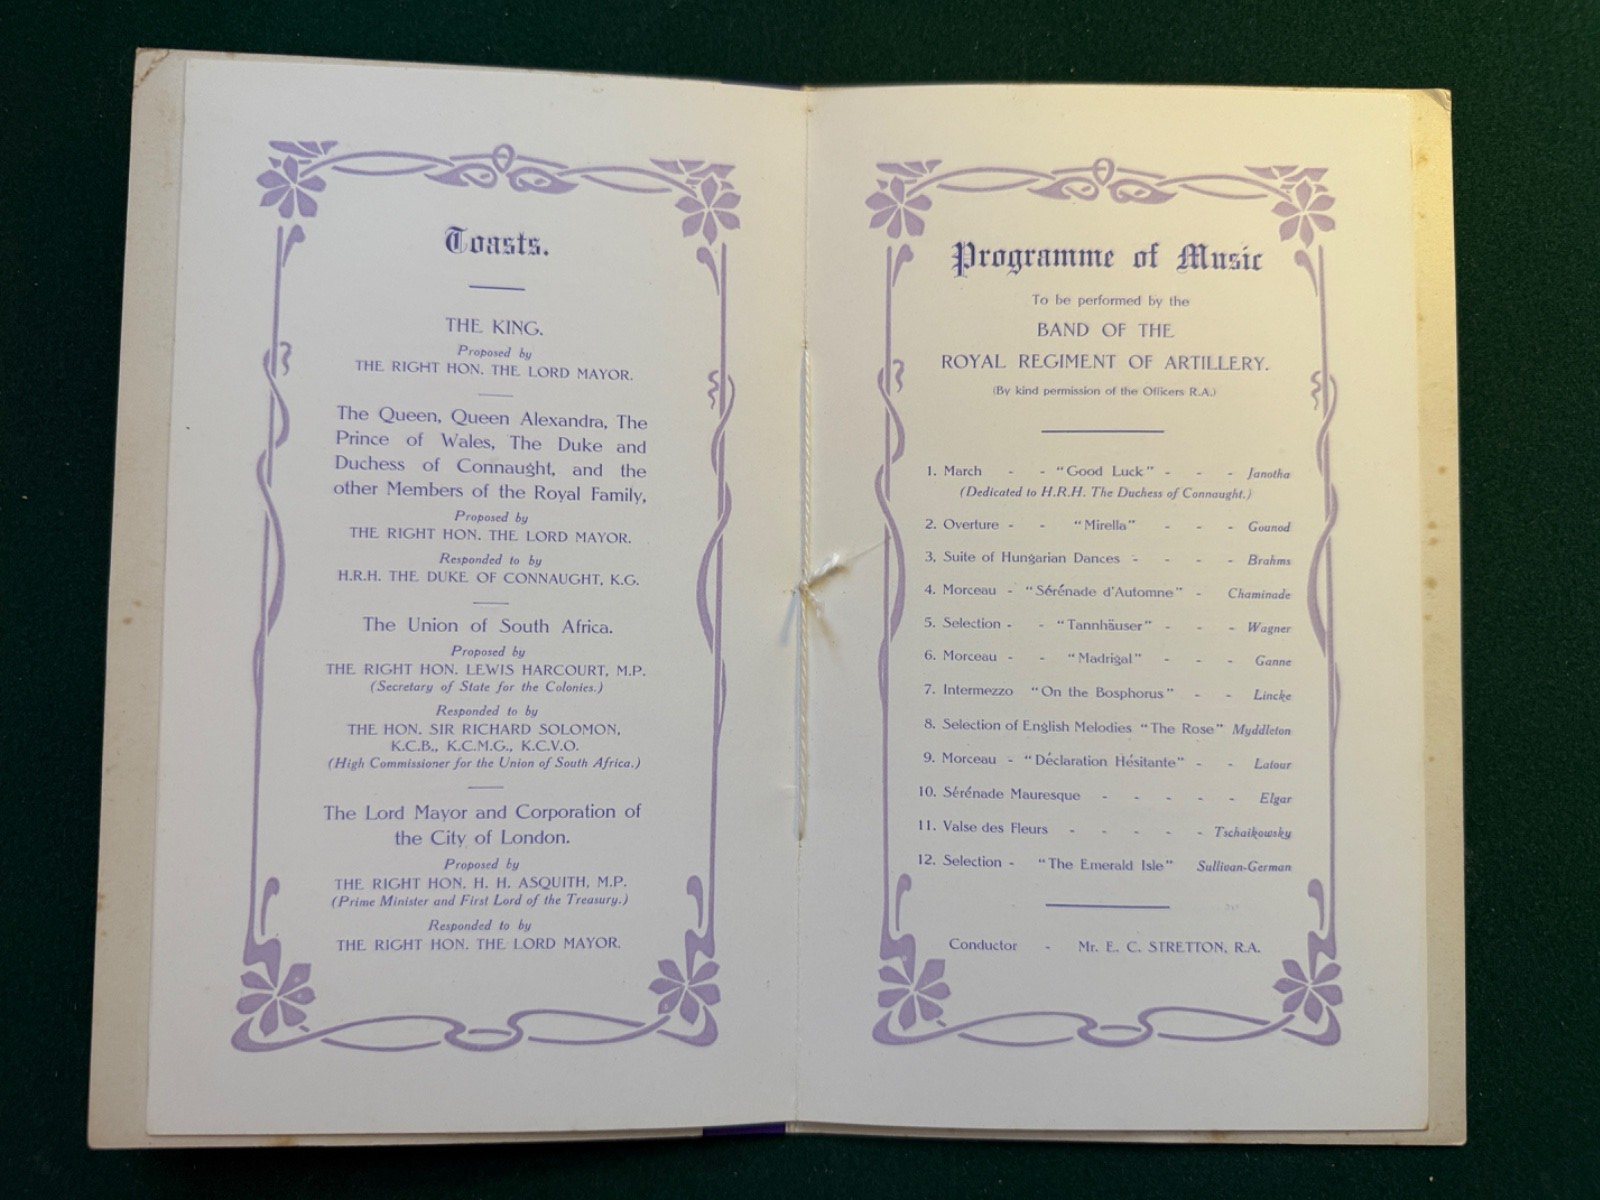 Toasts.
THE KING.
Proposed by
THE RIGHT HON. THE LORD MAYOR.
The Queen, Queen Alexandra, The
Prince of Wales, The Duke and
Duchess of Connaught, and the
other Members of the Royal Family,
Proposed by
THE RIGHT HON. THE LORD MAYOR.
Responded to by
H.R.H. THE DUKE OF CONNAUGHT, K.G.
The Union of South Africa.
Proposed by
THE RIGHT HON. LEWIS HARCOURT, M.P.
(Secretary of State for the Colonies.)
Responded to by
THE HON. SIR RICHARD SOLOMON,
K.C.B., K.C.M.G., K.C.V.O.
(High Commissioner for the Union of South Africa.)
The Lord Mayor and Corporation of
the City of London.
Proposed by
THE RIGHT HON. H. H. ASQUITH, M.P.
(Prime Minister and First Lord of the Treasury.)
Responded to by
THE RIGHT HON. THE LORD MAYOR.
Programme of Music
To be performed by the
BAND OF THE
ROYAL REGIMENT OF ARTILLERY.
(By kind permission of the Officers R.A.)
1. March - - "Good Luck" - - - Janotha
(Dedicated to H.R.H. The Duchess of Connaught.)
2. Overture - - "Mirella" - - - Gounod
3, Suite of Hungarian Dances - - - - Brahms
4. Morceau - "Sérénade d'Automne" - Chaminade
5. Selection - - "Tannhäuser" - - - Wagner
6. Morceau - - "Madrigal" - - - Ganne
7. Intermezzo "On the Bosphorus" - - Lincke
8. Selection of English Melodies "The Rose" Myddleton
9. Morceau - "Déclaration Hésitante" - - Latour
10. Sérénade Mauresque - - - - - Elgar
11. Valse des Fleurs - - - - - Tschaikowsky
12. Selection - "The Emerald Isle" Sullivan-German
Conductor - Mr. E. C. STRETTON, R.A.